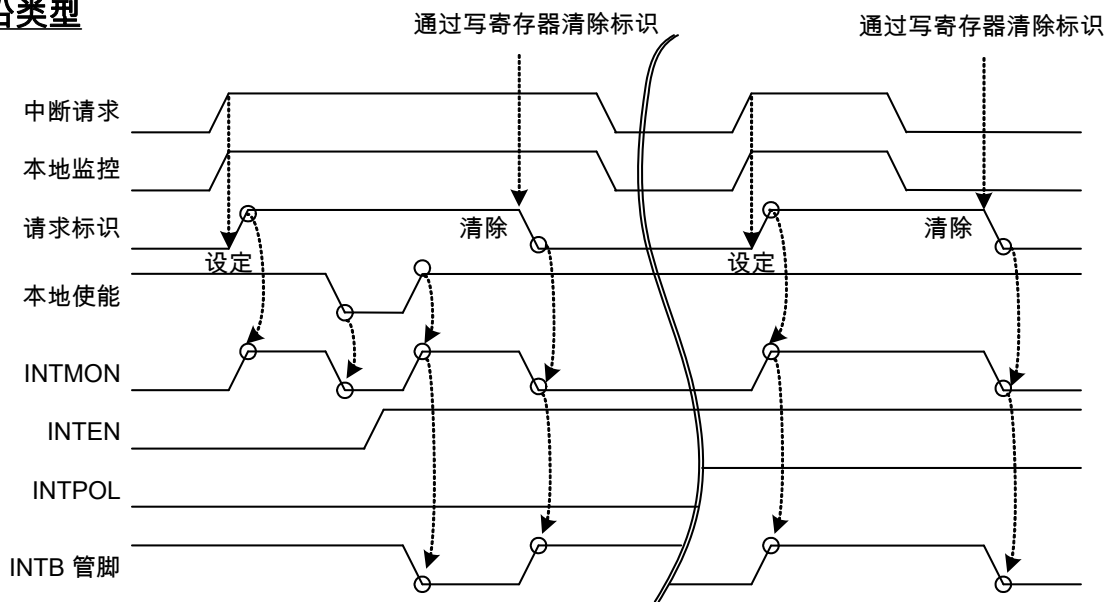 沿类型
通过写寄存器清除标识
通过写寄存器清除标识
中断请求
本地监控
请求标识
清除
清除
设定
设定
本地使能
INTMON
INTEN
INTPOL
INTB 管脚